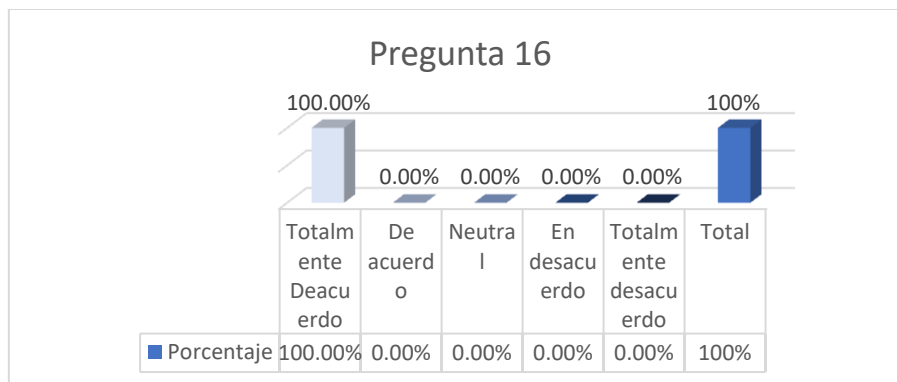 Pregunta 16
100.00% 0.00% 0.00% 0.00% 0.00% 100%
Totalm
ente
Deacu
erdo
De
acuerd
o
Neutra
l
En
desacu
erdo
Totalm
ente
desacu
erdo
Total
Porcentaje 100.00% 0.00% 0.00% 0.00% 0.00% 100%